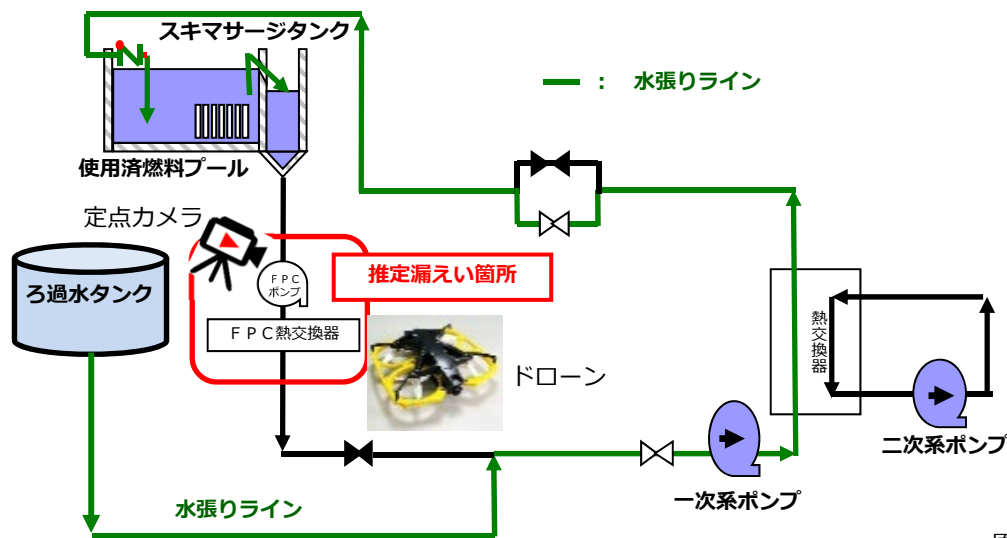 スキマサージタンク
： 水張りライン
使用済燃料プール
定点カメラ
ろ過水タンク
ＦＰＣ
ポンプ
推定漏えい箇所
ＦＰＣ熱交換器
熱交換器
ドローン
二次系ポンプ
一次系ポンプ
水張りライン